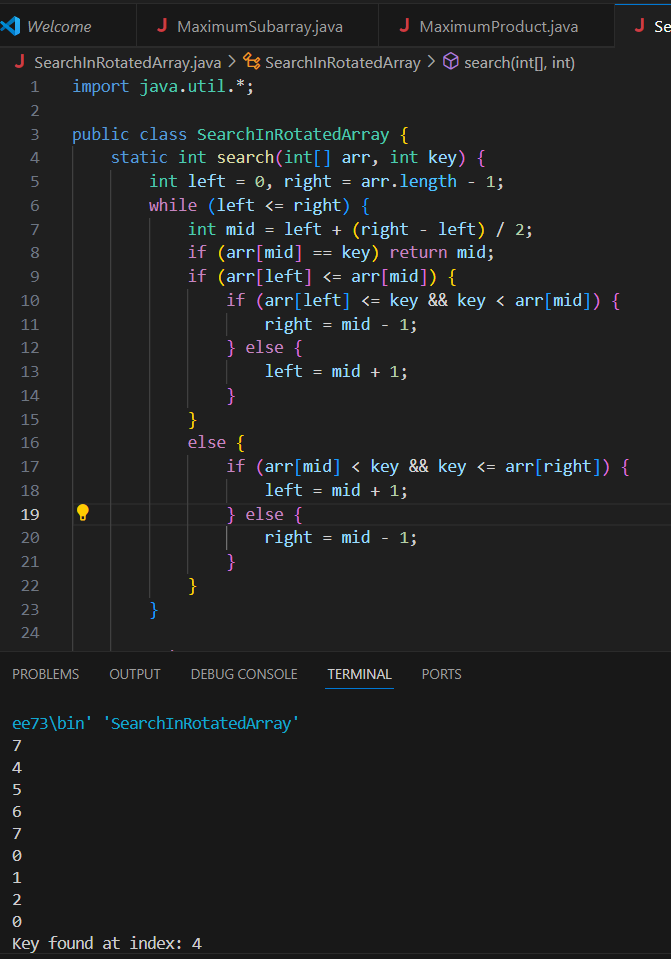 Welcome J MaximumSubarray.java J MaximumProduct.java J Se
J SearchInRotatedArray.java > SearchInRotatedArray > search(int[], int)
1 import java.util.*;
2
3 public class SearchInRotatedArray {
4 static int search(int[] arr, int key) {
5 int left = 0, right = arr.length - 1;
6 while (left <= right) {
7 int mid = left + (right - left) / 2;
8 if (arr[mid] == key) return mid;
9 if (arr[left] <= arr[mid]) {
10 if (arr[left] <= key && key < arr[mid]) {
11 right = mid - 1;
12 } else {
13 left = mid + 1;
14 }
15 }
16 else {
17 if (arr[mid] < key && key <= arr[right]) {
18 left = mid + 1;
19 } else {
20 right = mid - 1;
21 }
22 }
23 }
24
PROBLEMS OUTPUT DEBUG CONSOLE TERMINAL PORTS
ee73\bin' 'SearchInRotatedArray'
7
4
5
6
7
0
1
2
0
Key found at index: 4